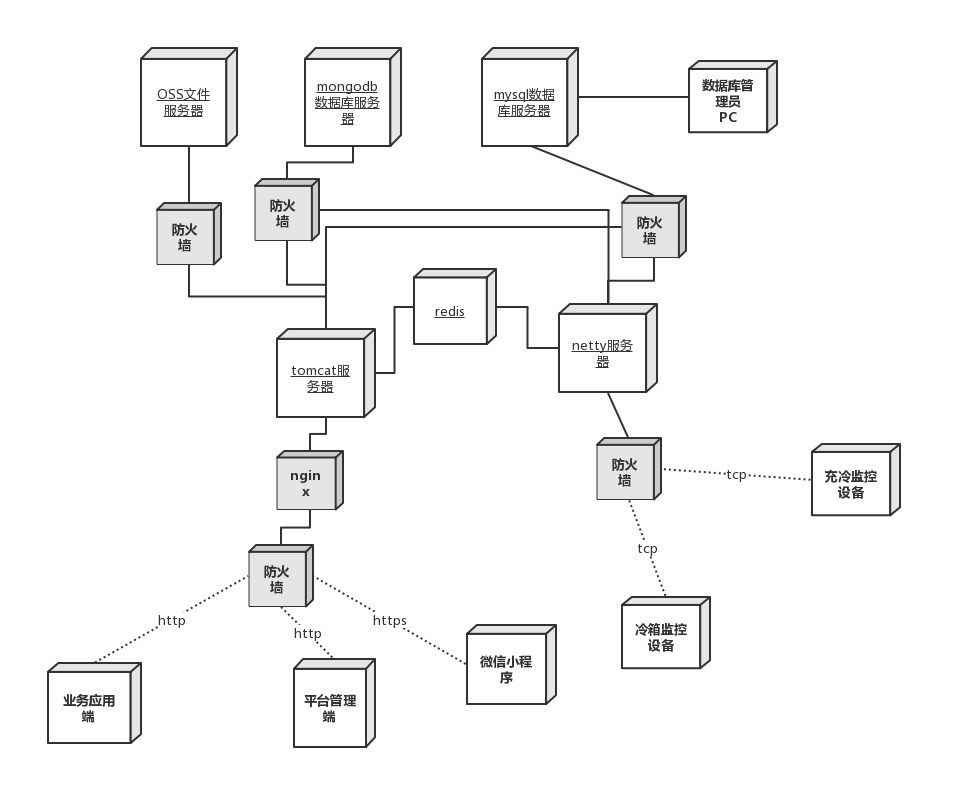 OSS文件
服务器
mongodb
数据库服务
器
mysql数据
库服务器
数据库管
理员
PC
防火
墙
防火
墙
防火
墙
redis
tomcat服
务器
netty服务
器
ngin
x
防火
墙
tcp
充冷监控
设备
tcp
防火
墙
http
http
https
冷箱监控
设备
微信小程
序
业务应用
端
平台管理
端